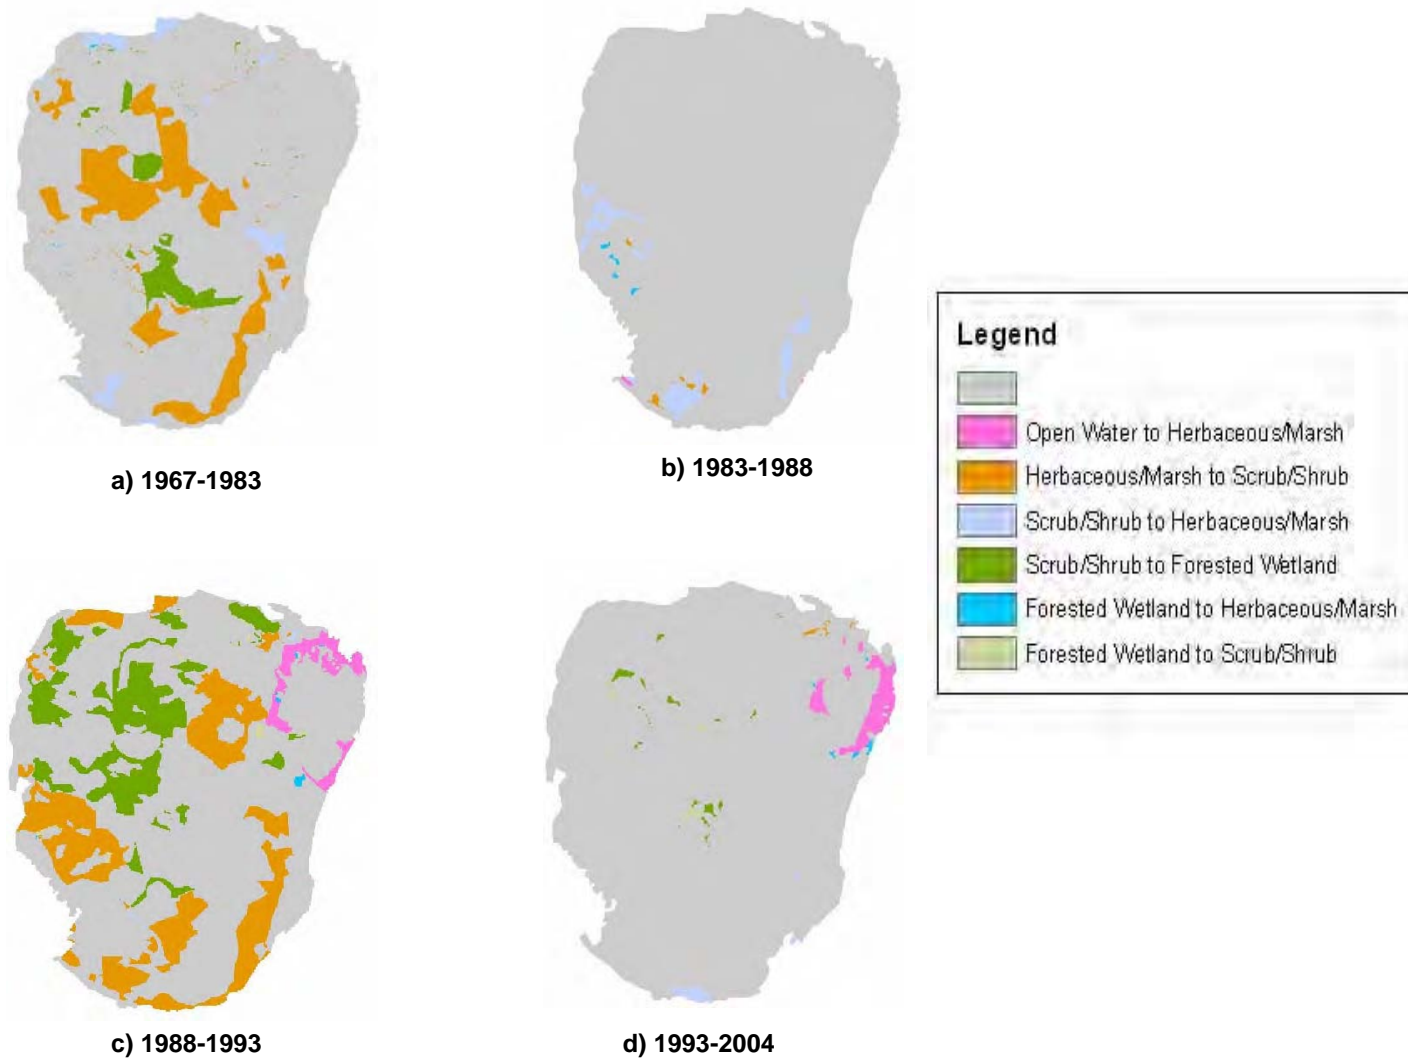 a) 1967-1983
b) 1983-1988
Legend
Open Water to Herbaceous/Marsh
Herbaceous/Marsh to Scrub/Shrub
Scrub/Shrub to Herbaceous/Marsh
Scrub/Shrub to Forested Wetland
Forested Wetland to Herbaceous/Marsh
Forested Wetland to Scrub/Shrub
c) 1988-1993
d) 1993-2004